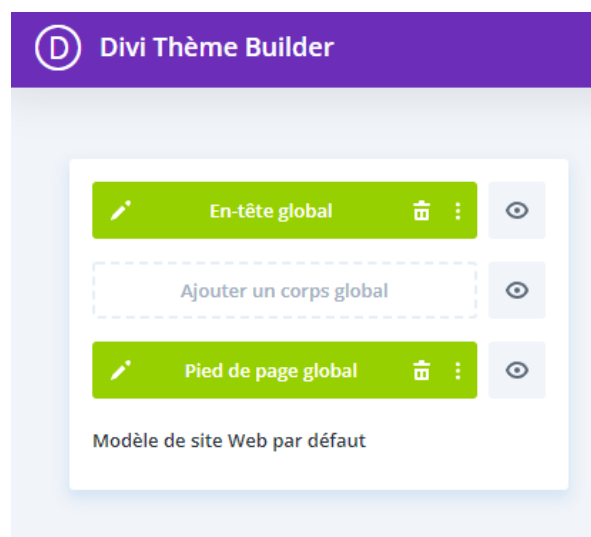 D Divi Thème Builder
En-tête global
Ajouter un corps global
Pied de page global
Modèle de site Web par défaut